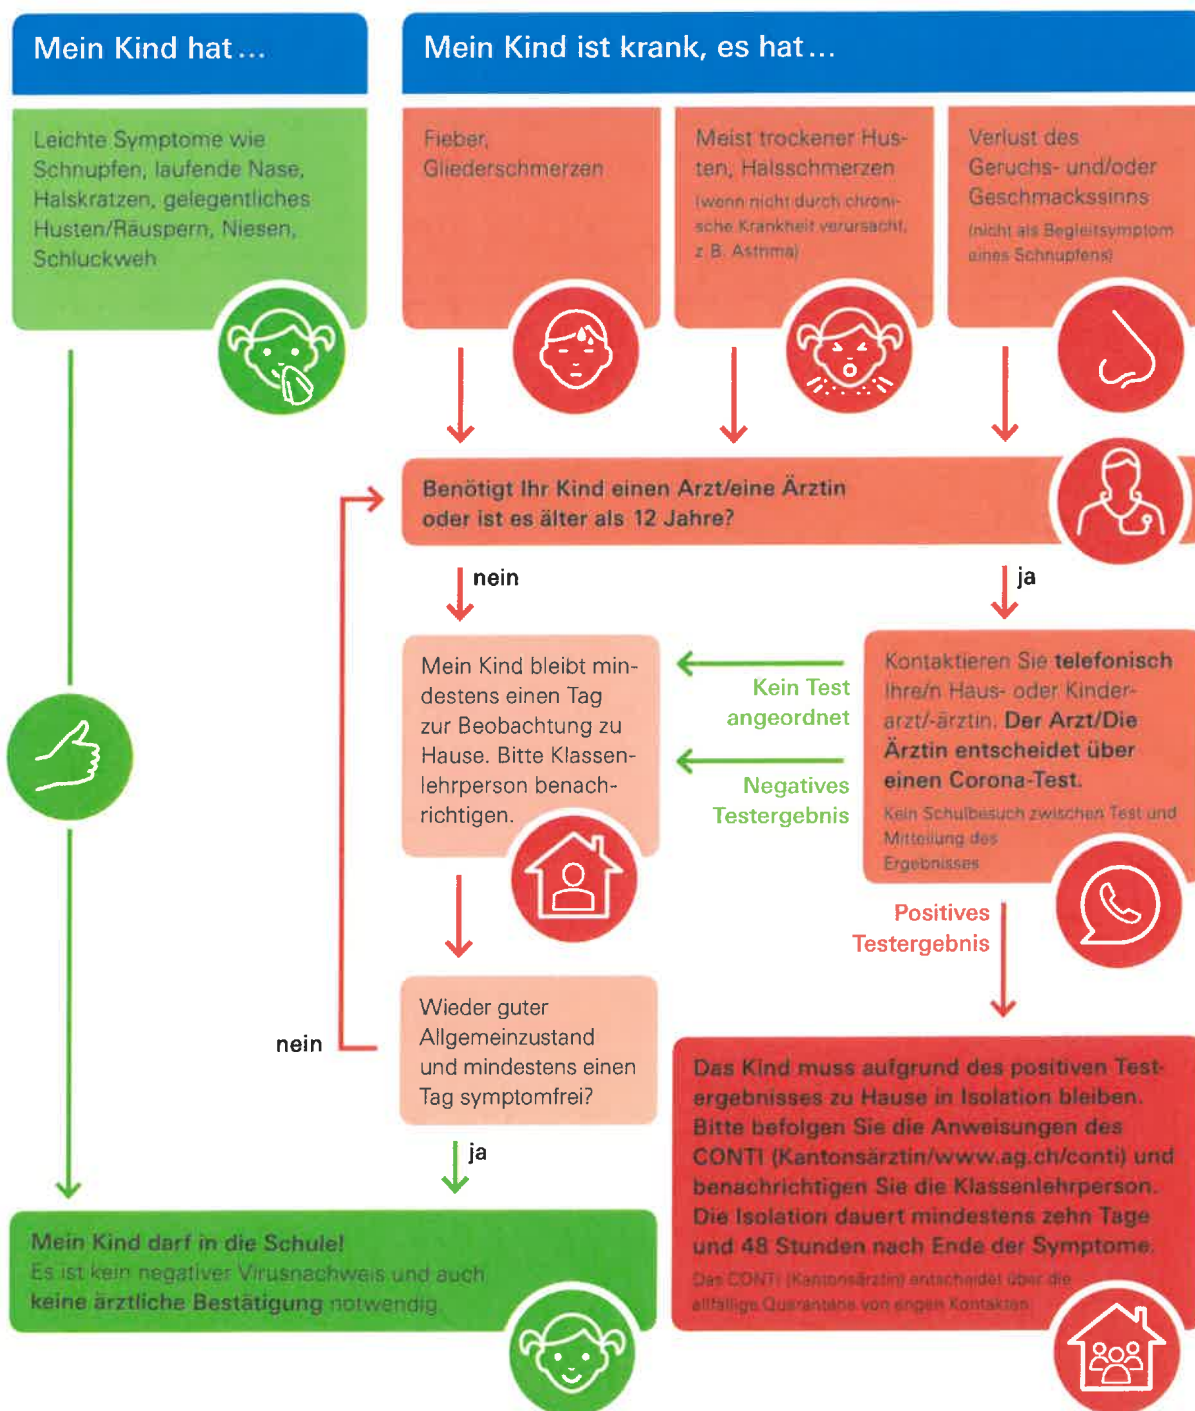 Mein Kind hat...
Mein Kind ist krank, es hat...
Leichte Symptome wie
Schnupfen, laufende Nase,
Halskratzen, gelegentliches
Husten/Räuspern, Niesen,
Schluckweh
Fieber,
Gliederschmerzen
Meist trockener Hus-
ten, Halsschmerzen
(wenn nicht durch chroni-
sche Krankheit verursacht,
z. B. Asthma)
Verlust des
Geruchs- und/oder
Geschmackssinns
(nicht als Begleitsymptom
eines Schnupfens)
Benötigt Ihr Kind einen Arzt/eine Ärztin
oder ist es älter als 12 Jahre?
nein
ja
Mein Kind bleibt min-
destens einen Tag
zur Beobachtung zu
Hause. Bitte Klassen-
lehrperson benach-
richtigen.
Kein Test
angeordnet
Negatives
Testergebnis
Kontaktieren Sie telefonisch
Ihre/n Haus- oder Kinder-
arzt/-ärztin. Der Arzt/Die
Ärztin entscheidet über
einen Corona-Test.
Kein Schulbesuch zwischen Test und
Mitteilung des
Ergebnisses
Positives
Testergebnis
Wieder guter
Allgemeinzustand
und mindestens einen
Tag symptomfrei?
nein
ja
Das Kind muss aufgrund des positiven Test-
ergebnisses zu Hause in Isolation bleiben.
Bitte befolgen Sie die Anweisungen des
CONTI (Kantonsärztin/www.ag.ch/conti) und
benachrichtigen Sie die Klassenlehrperson.
Die Isolation dauert mindestens zehn Tage
und 48 Stunden nach Ende der Symptome.
Das CONTI (Kantonsärztin) entscheidet über die
allfällige Quarantäne von engen Kontakten
Mein Kind darf in die Schule!
Es ist kein negativer Virusnachweis und auch
keine ärztliche Bestätigung notwendig